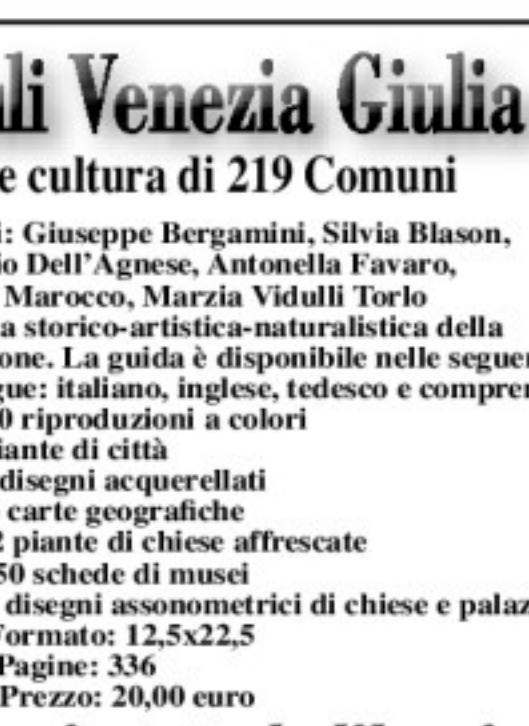 li Venezia Giulia
e cultura di 219 Comuni
i: Giuseppe Bergamini, Silvia Blason,
io Dell'Agnese, Antonella Favaro,
Marocco, Marzia Vidulli Torlo
a storico-artistica-naturalistica della
one. La guida è disponibile nelle seguen
gue: italiano, inglese, tedesco e compren
0 riproduzioni a colori
iante di città
disegni acquerellati
carte geografiche
2 piante di chiese affrescate
50 schede di musei
disegni assonometrici di chiese e palaz
Formato: 12,5x22,5
Pagine: 336
Prezzo: 20,00 euro